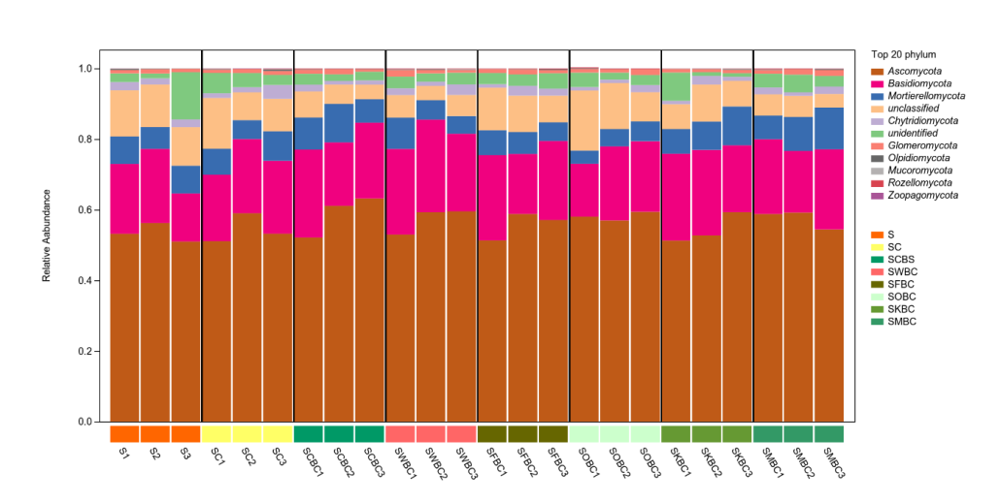 Top 20 phylum
Ascomycota
Basidiomycota
Mortierellomycota
unclassified
Chytridiomycota
unidentified
Glomeromycota
Olpidiomycota
Mucoromycota
Rozellomycota
Zoopagomycota
S
SC
SCBS
SWBC
SFBC
SOBC
SKBC
SMBC
Relative Aabundance
1.0
0.8
0.6
0.4
0.2
0.0
S1
S2
S3
SC1
SC2
SC3
SCBC1
SCBC2
SCBC3
SWBC1
SWBC2
SWBC3
SFBC1
SFBC2
SFBC3
SOBC1
SOBC2
SOBC3
SKBC1
SKBC2
SKBC3
SMBC1
SMBC2
SMBC3